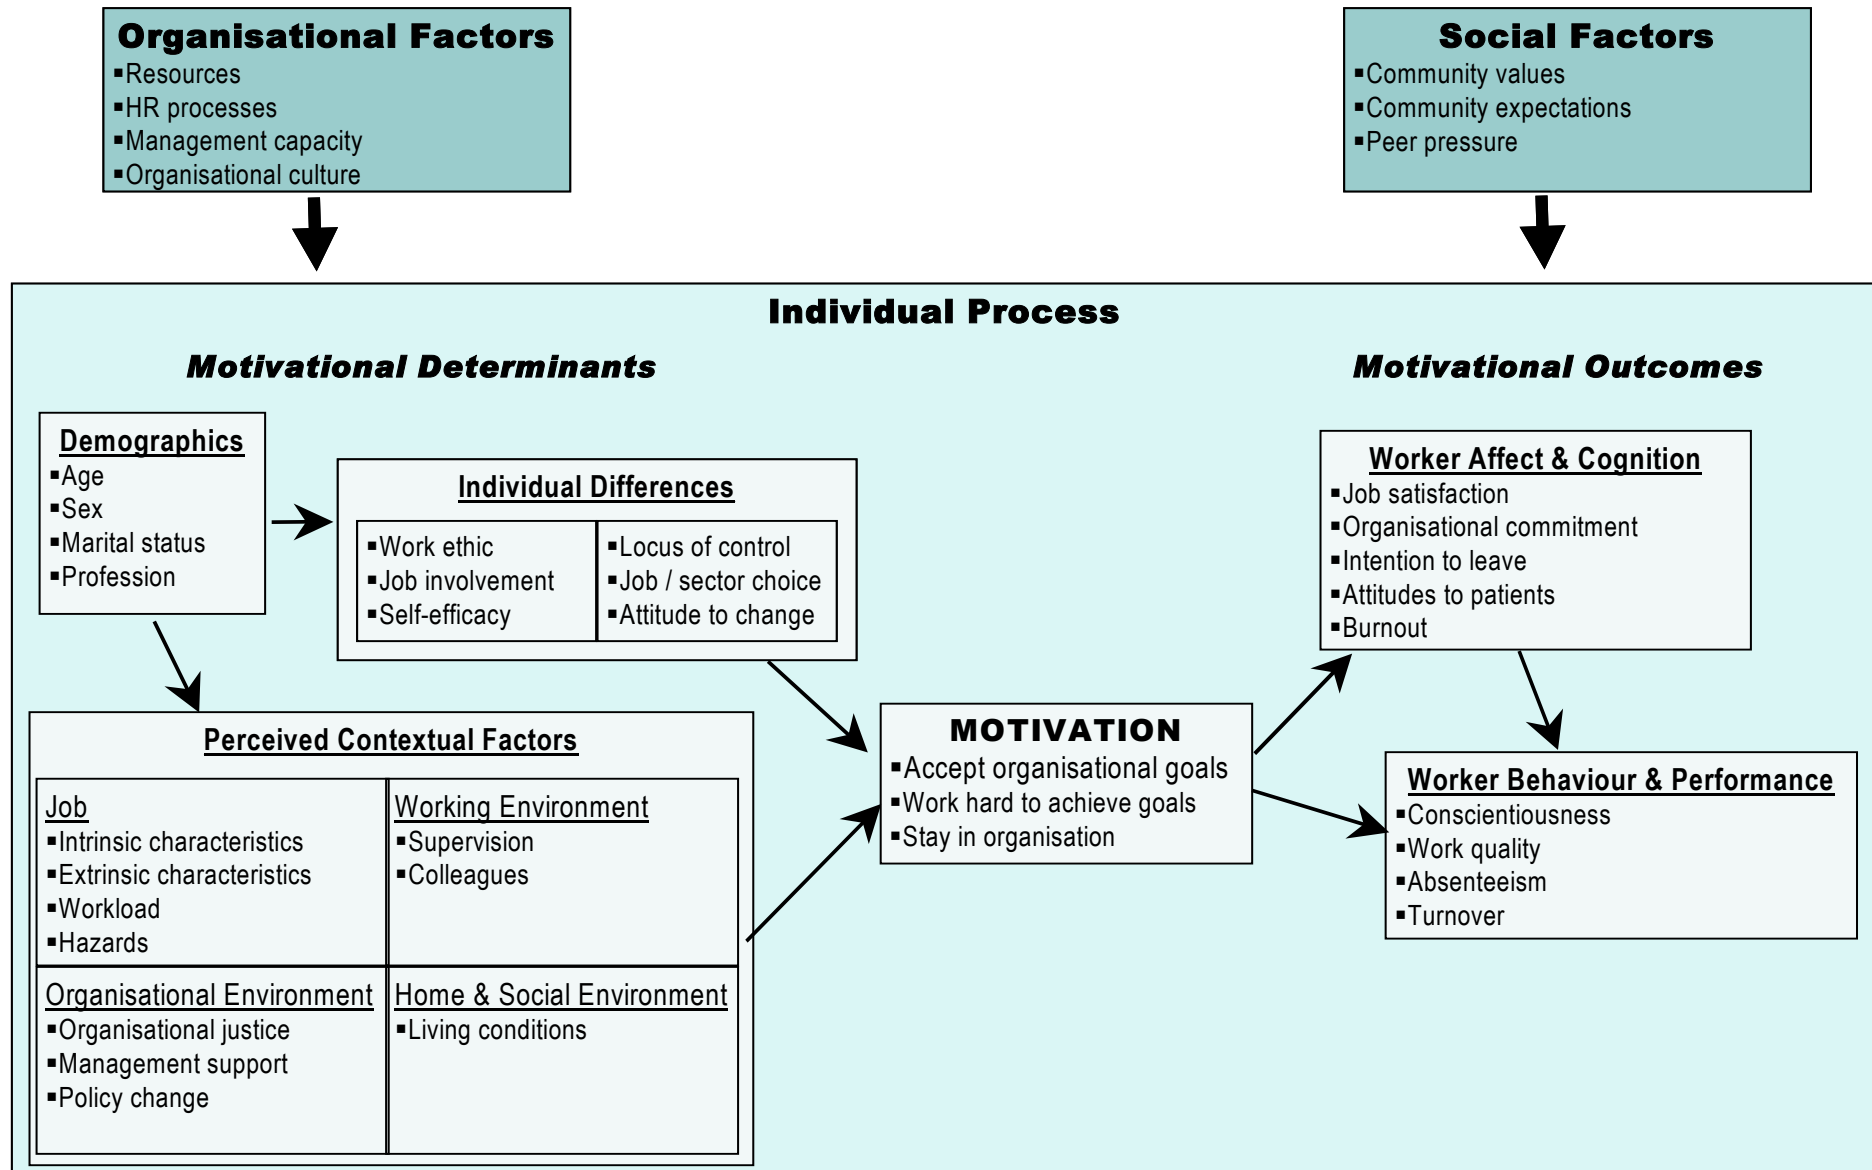 Organisational Factors
▪Resources
▪HR processes
▪Management capacity
▪Organisational culture
Social Factors
▪Community values
▪Community expectations
▪Peer pressure
Individual Process
Motivational Determinants
Motivational Outcomes
Demographics
▪Age
▪Sex
▪Marital status
▪Profession
Individual Differences
▪Work ethic
▪Job involvement
▪Self-efficacy
▪Locus of control
▪Job / sector choice
▪Attitude to change
Perceived Contextual Factors
Job
▪Intrinsic characteristics
▪Extrinsic characteristics
▪Workload
▪Hazards
Working Environment
▪Supervision
▪Colleagues
Organisational Environment
▪Organisational justice
▪Management support
▪Policy change
Home & Social Environment
▪Living conditions
MOTIVATION
▪Accept organisational goals
▪Work hard to achieve goals
▪Stay in organisation
Worker Affect & Cognition
▪Job satisfaction
▪Organisational commitment
▪Intention to leave
▪Attitudes to patients
▪Burnout
Worker Behaviour & Performance
▪Conscientiousness
▪Work quality
▪Absenteeism
▪Turnover